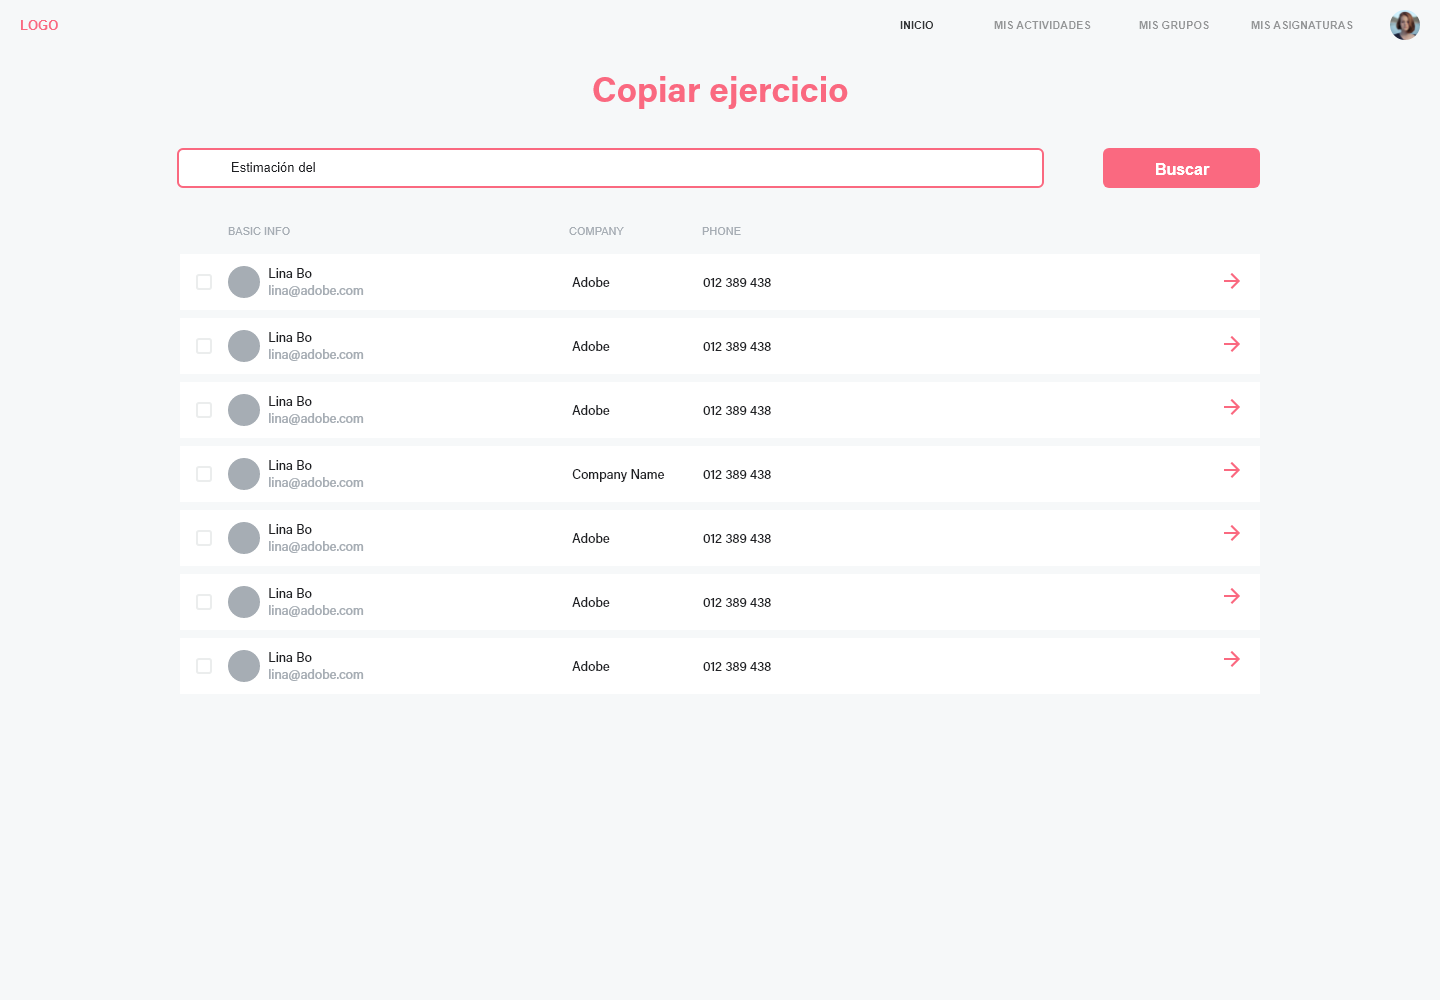 LOGO INICIO MIS ACTIVIDADES MIS GRUPOS MIS ASIGNATURAS
Copiar ejercicio
Estimación del Buscar
BASIC INFO COMPANY PHONE
Lina Bo
lina@adobe.com
Adobe 012 389 438
Lina Bo
lina@adobe.com
Adobe 012 389 438
Lina Bo
lina@adobe.com
Adobe 012 389 438
Lina Bo
lina@adobe.com
Company Name 012 389 438
Lina Bo
lina@adobe.com
Adobe 012 389 438
Lina Bo
lina@adobe.com
Adobe 012 389 438
Lina Bo
lina@adobe.com
Adobe 012 389 438